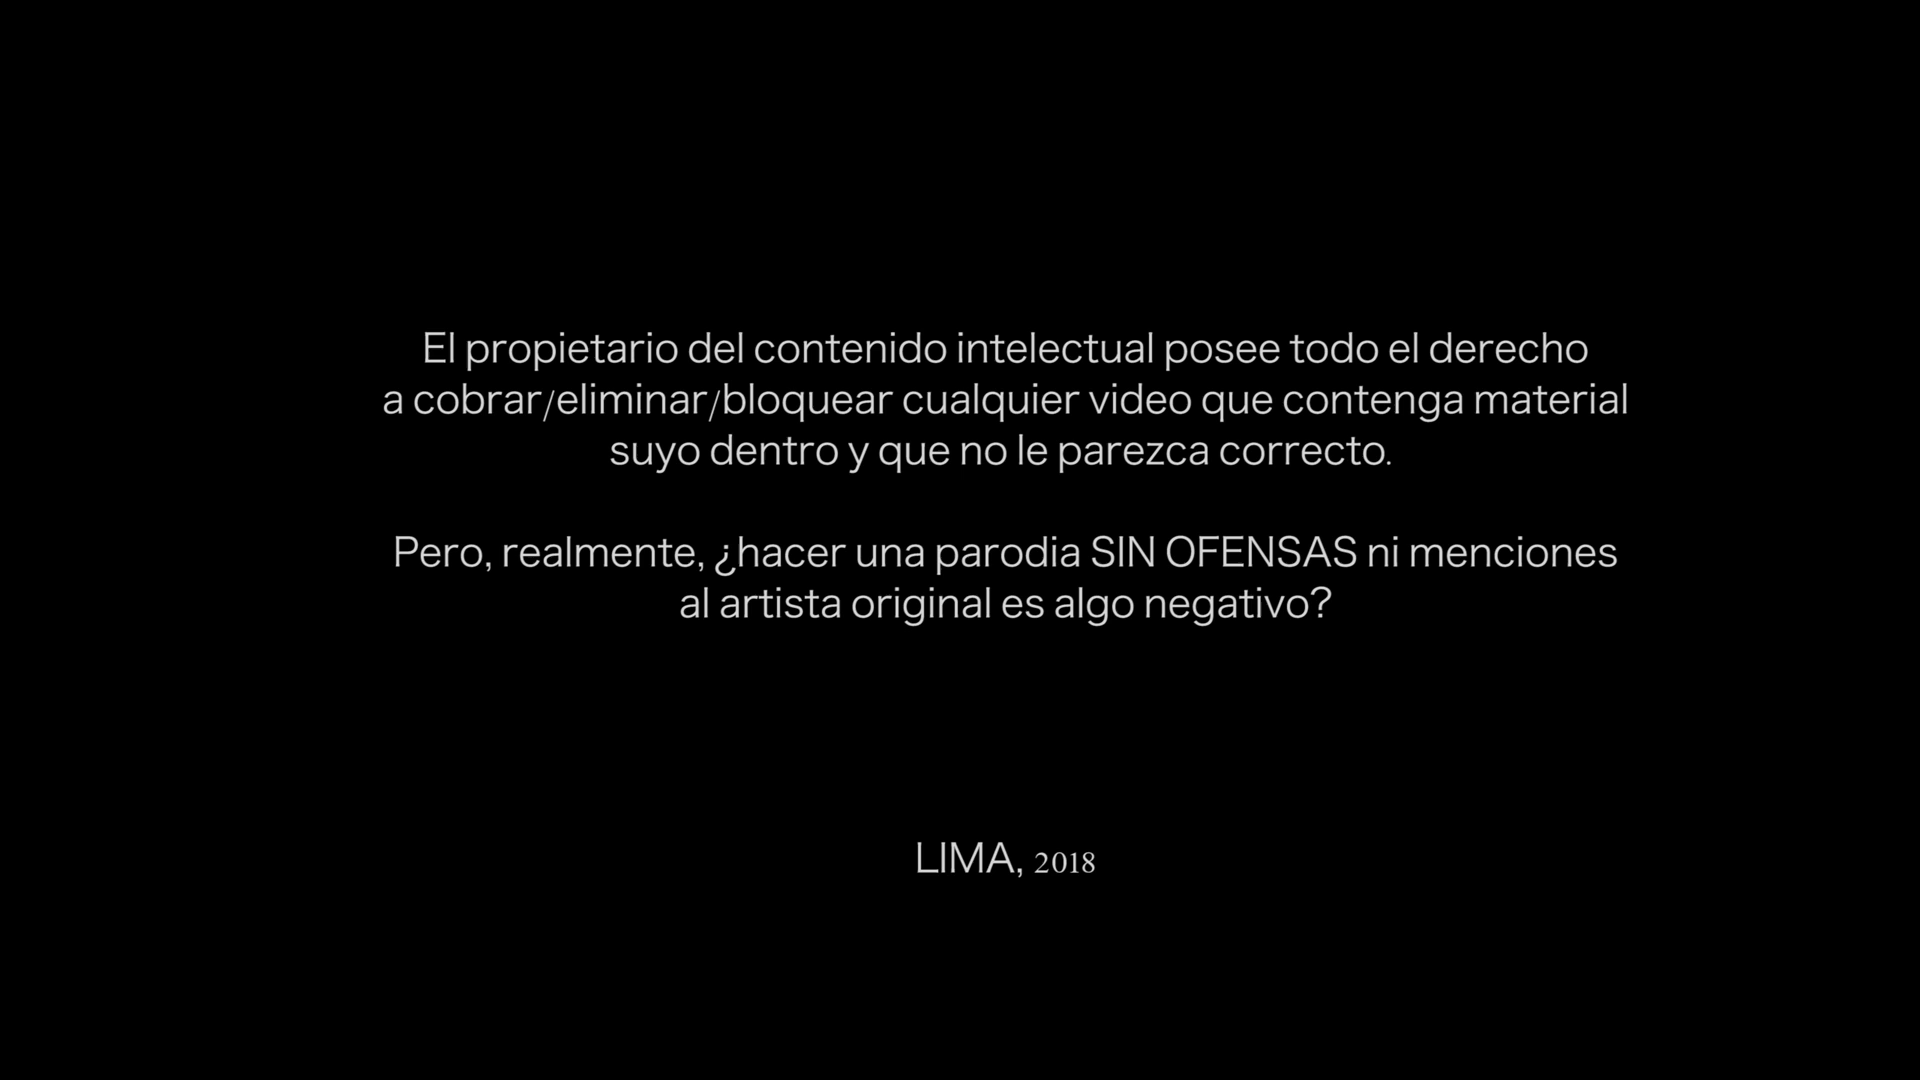 El propietario del contenido intelectual posee todo el derecho
a cobrar/eliminar/bloquear cualquier video que contenga material
suyo dentro y que no le parezca correcto.
Pero, realmente, ¿hacer una parodia SIN OFENSAS ni menciones
al artista original es algo negativo?
LIMA, 2018